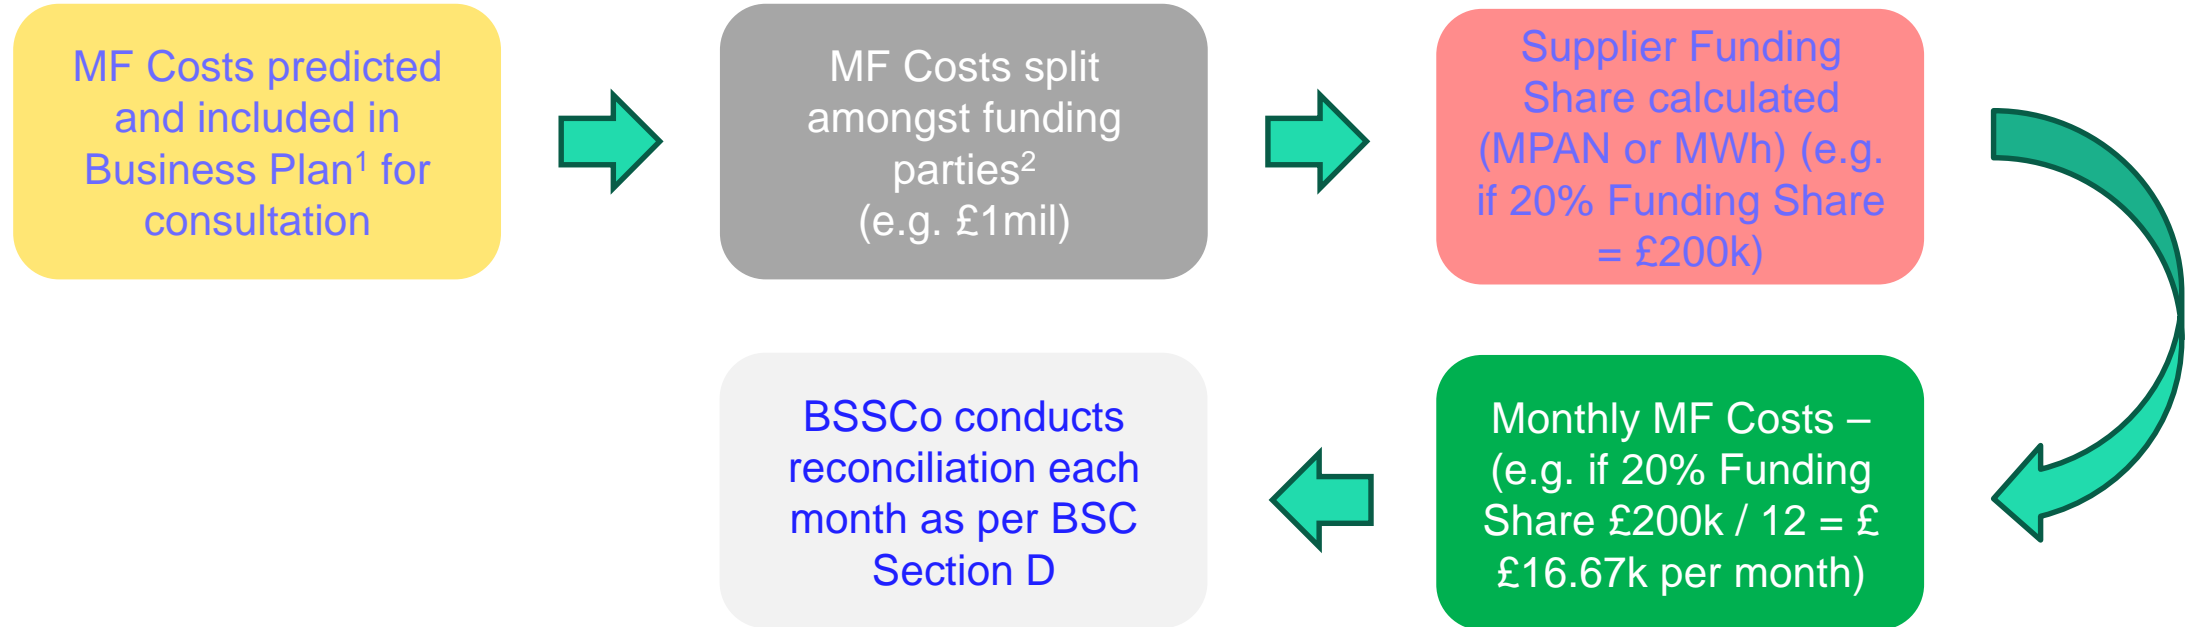 MF Costs predicted
and included in
Business Plan¹ for
consultation
MF Costs split
amongst funding
parties²
(e.g. £1mil)
Supplier Funding
Share calculated
(MPAN or MWh) (e.g.
if 20% Funding Share
= £200k)
Monthly MF Costs –
(e.g. if 20% Funding
Share £200k / 12 = £
£16.67k per month)
BSSCo conducts
reconciliation each
month as per BSC
Section D